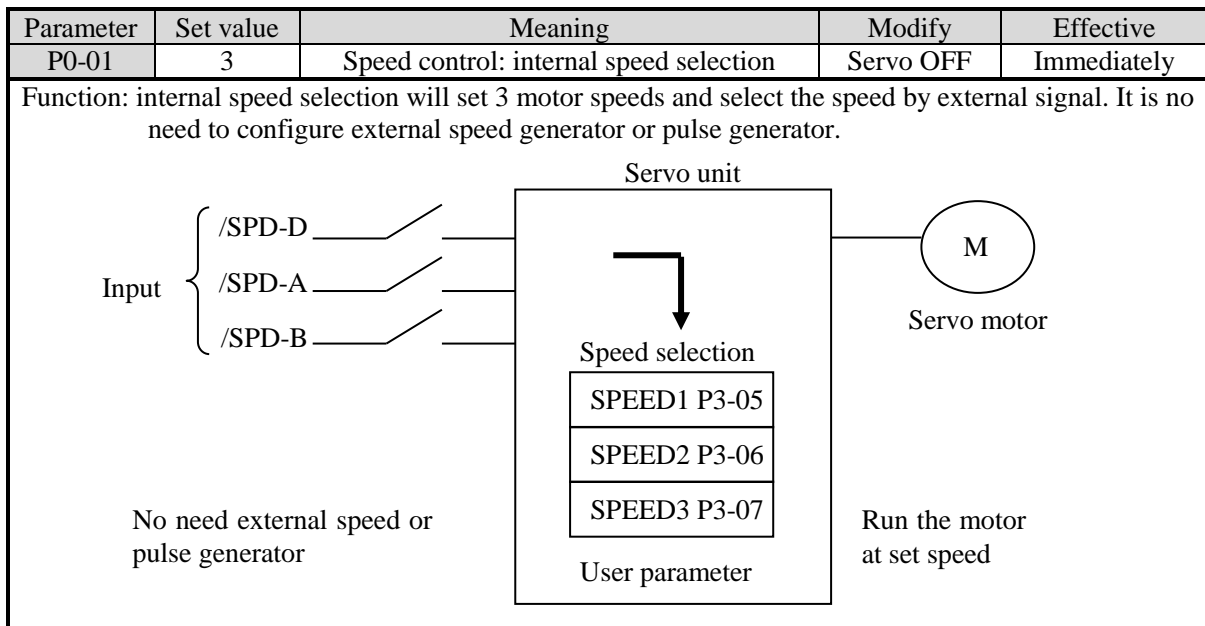 Parameter Set value Meaning Modify Effective
P0-01 3 Speed control: internal speed selection Servo OFF Immediately
Function: internal speed selection will set 3 motor speeds and select the speed by external signal. It is no
need to configure external speed generator or pulse generator.
Servo unit
/SPD-D
M
Input /SPD-A
Servo motor
/SPD-B
Speed selection
SPEED1 P3-05
SPEED2 P3-06
SPEED3 P3-07
No need external speed or
pulse generator
Run the motor
at set speed
User parameter